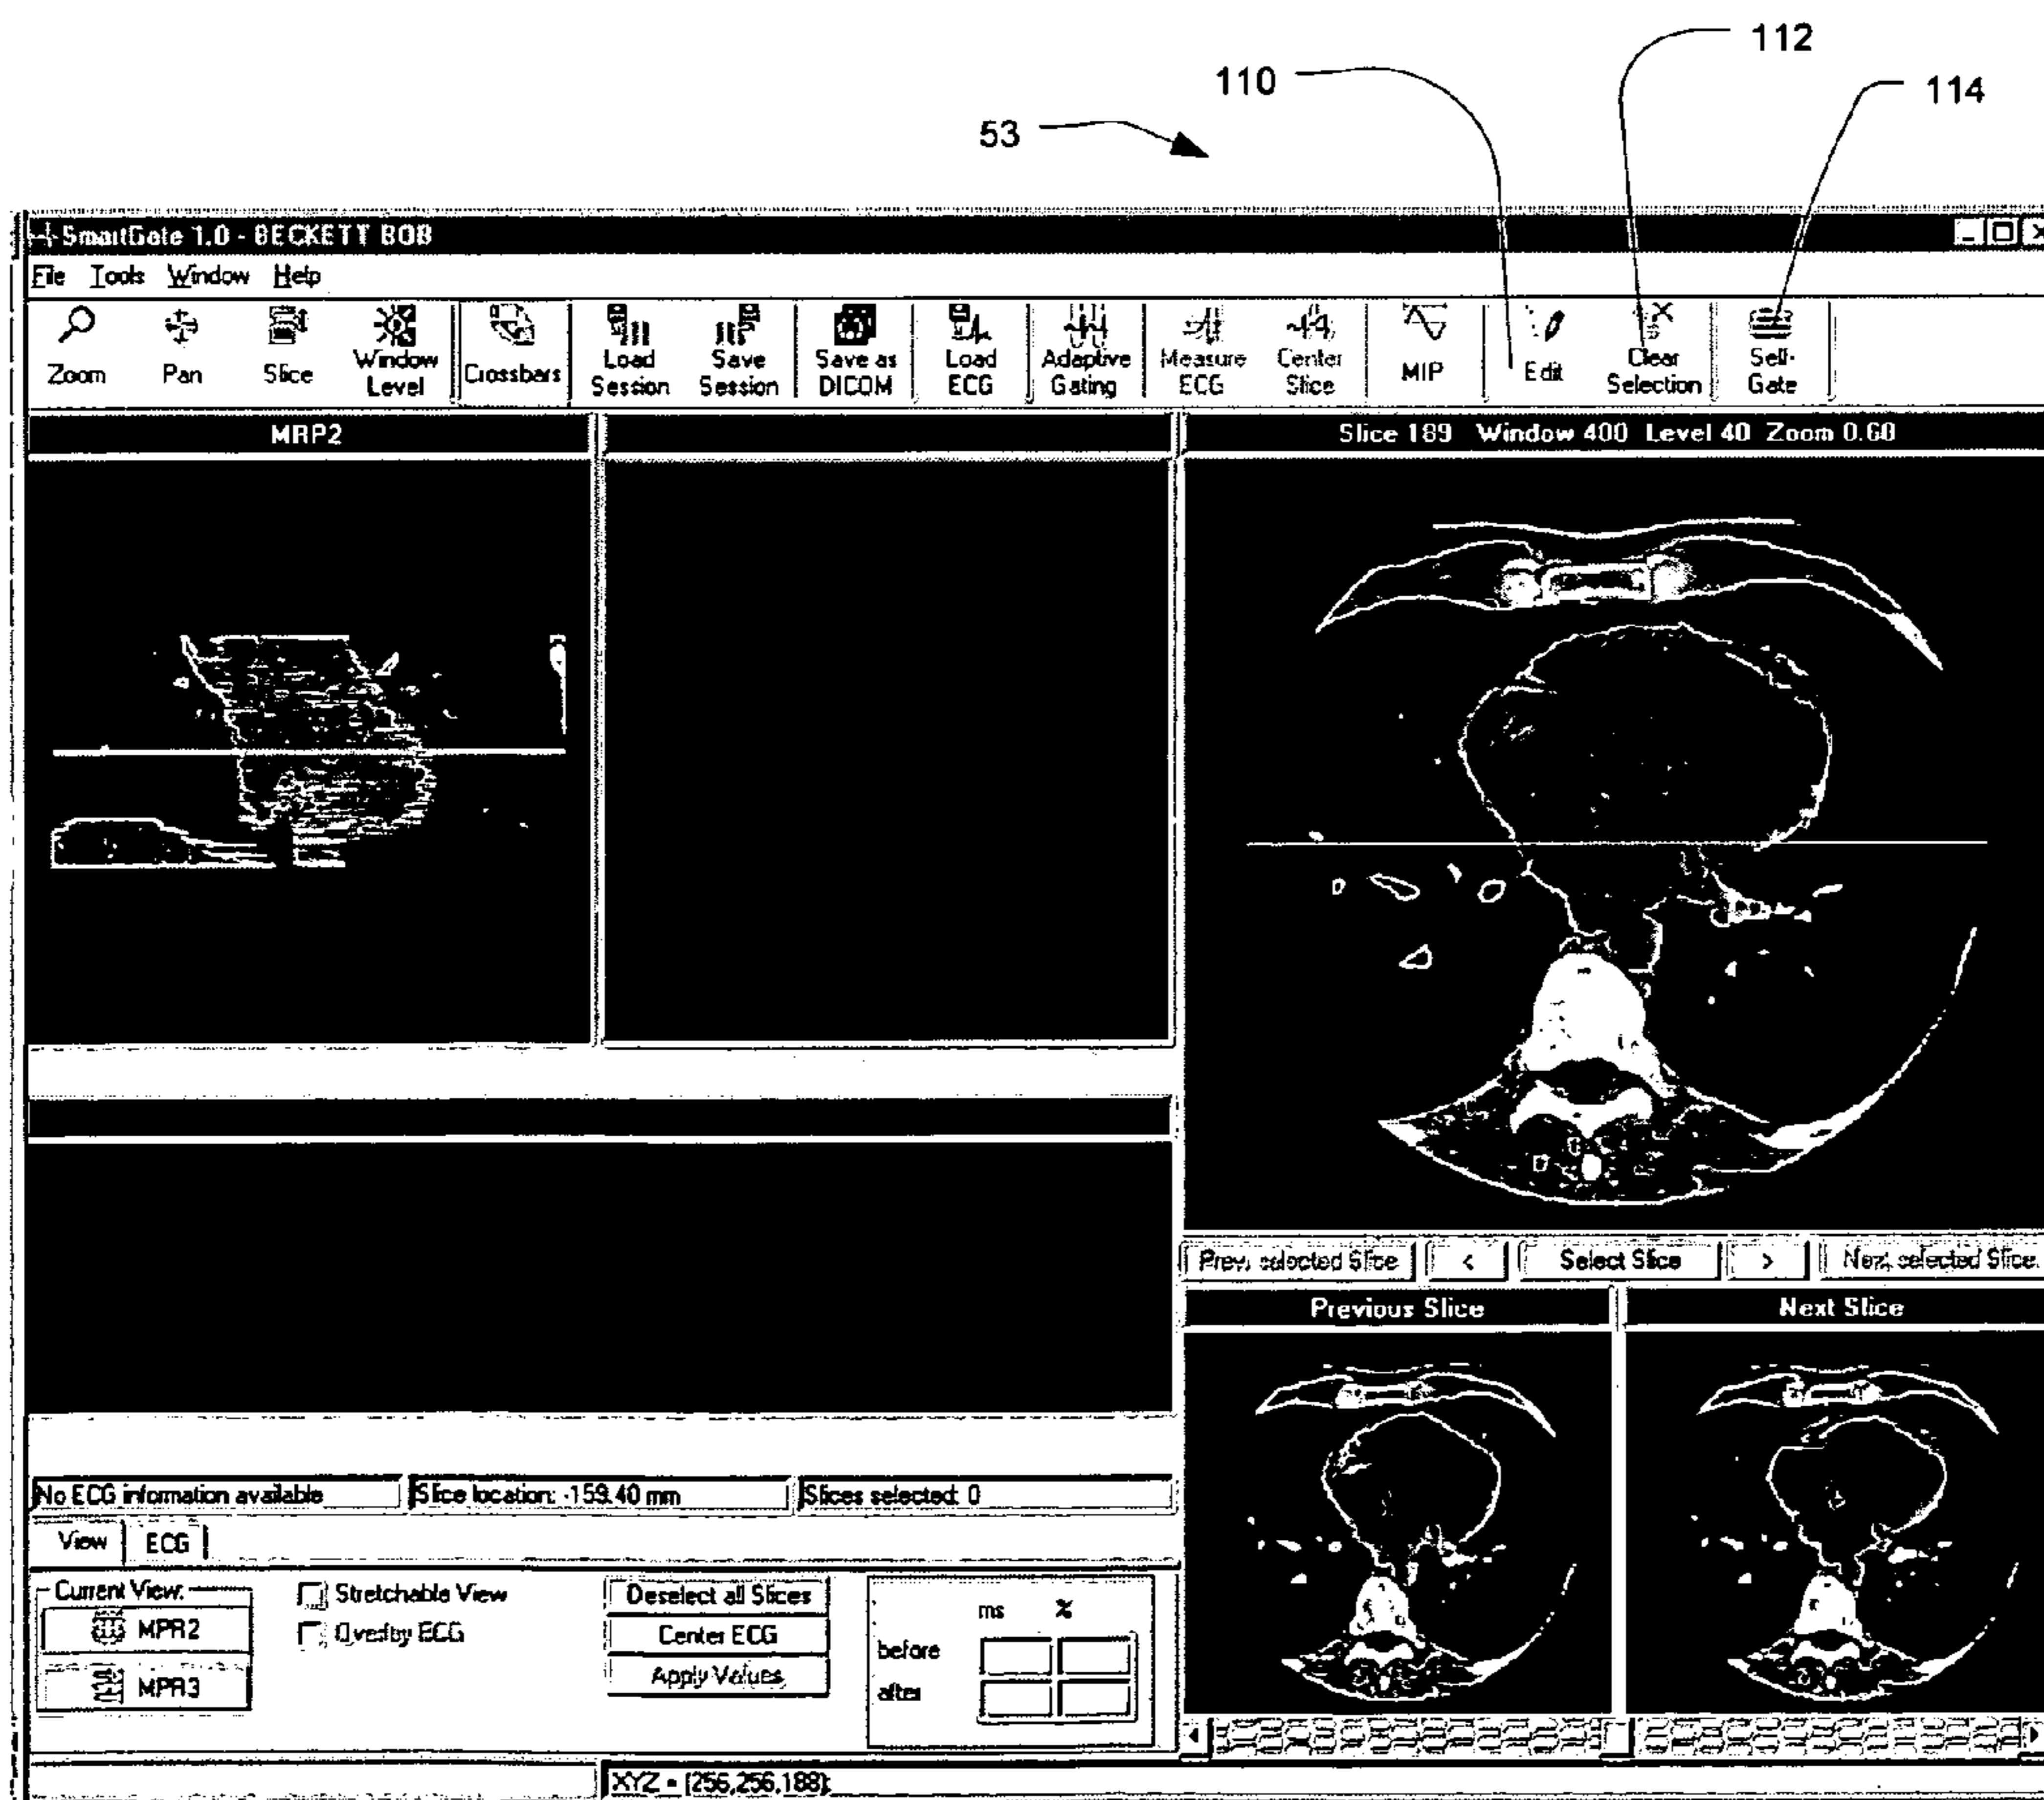 112
110
114
53
SmartGate 1.0 - BECKETT BOB
File Tools Window Help
Zoom
Pan
Slice
Window Level
Crossbars
Load Session
Save Session
Save as DICOM
Load ECG
Adaptive Gating
Measure ECG
Center Slice
MIP
Edit
Clear Selection
Self-Gate
MRP2
Slice 189 Window 400 Level 40 Zoom 0.60
Prev. selected Slice < Select Slice > Next selected Slice
Previous Slice
Next Slice
No ECG information available
Slice location: -159.40 mm
Slices selected: 0
View ECG
Current View:
MPR2
MPR3
Stretchable View
Overlay ECG
Deselect all Slices
Center ECG
Apply Values
ms %
before
after
XYZ = [256,256,188]